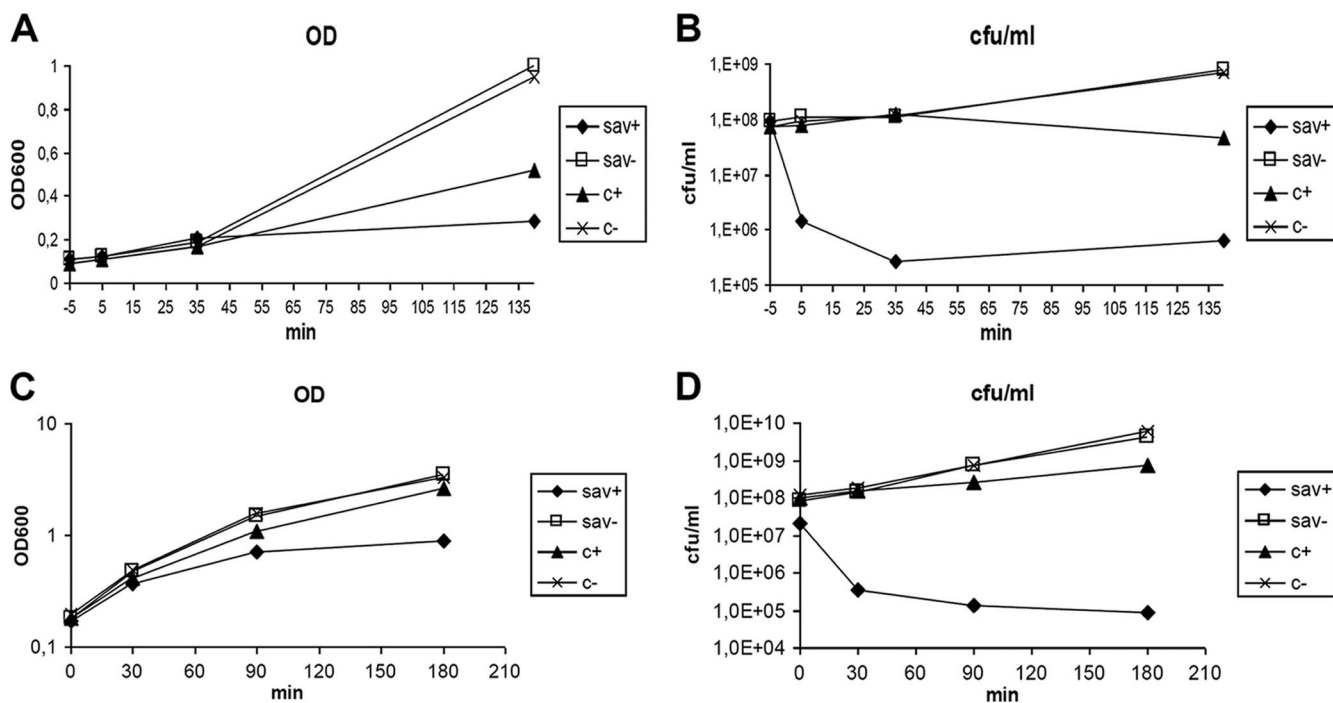 A
OD
OD600
1
0,8
0,6
0,4
0,2
0
-5 5 15 25 35 45 55 65 75 85 95 105 115 125 135
min
sav+
sav-
c+
c-
B
cfu/ml
cfu/ml
1,E+09
1,E+08
1,E+07
1,E+06
1,E+05
-5 5 15 25 35 45 55 65 75 85 95 105 115 125 135
min
sav+
sav-
c+
c-
C
OD
OD600
10
1
0,1
0 30 60 90 120 150 180 210
min
sav+
sav-
c+
c-
D
cfu/ml
cfu/ml
1,0E+10
1,0E+09
1,0E+08
1,0E+07
1,0E+06
1,0E+05
1,0E+04
0 30 60 90 120 150 180 210
min
sav+
sav-
c+
c-